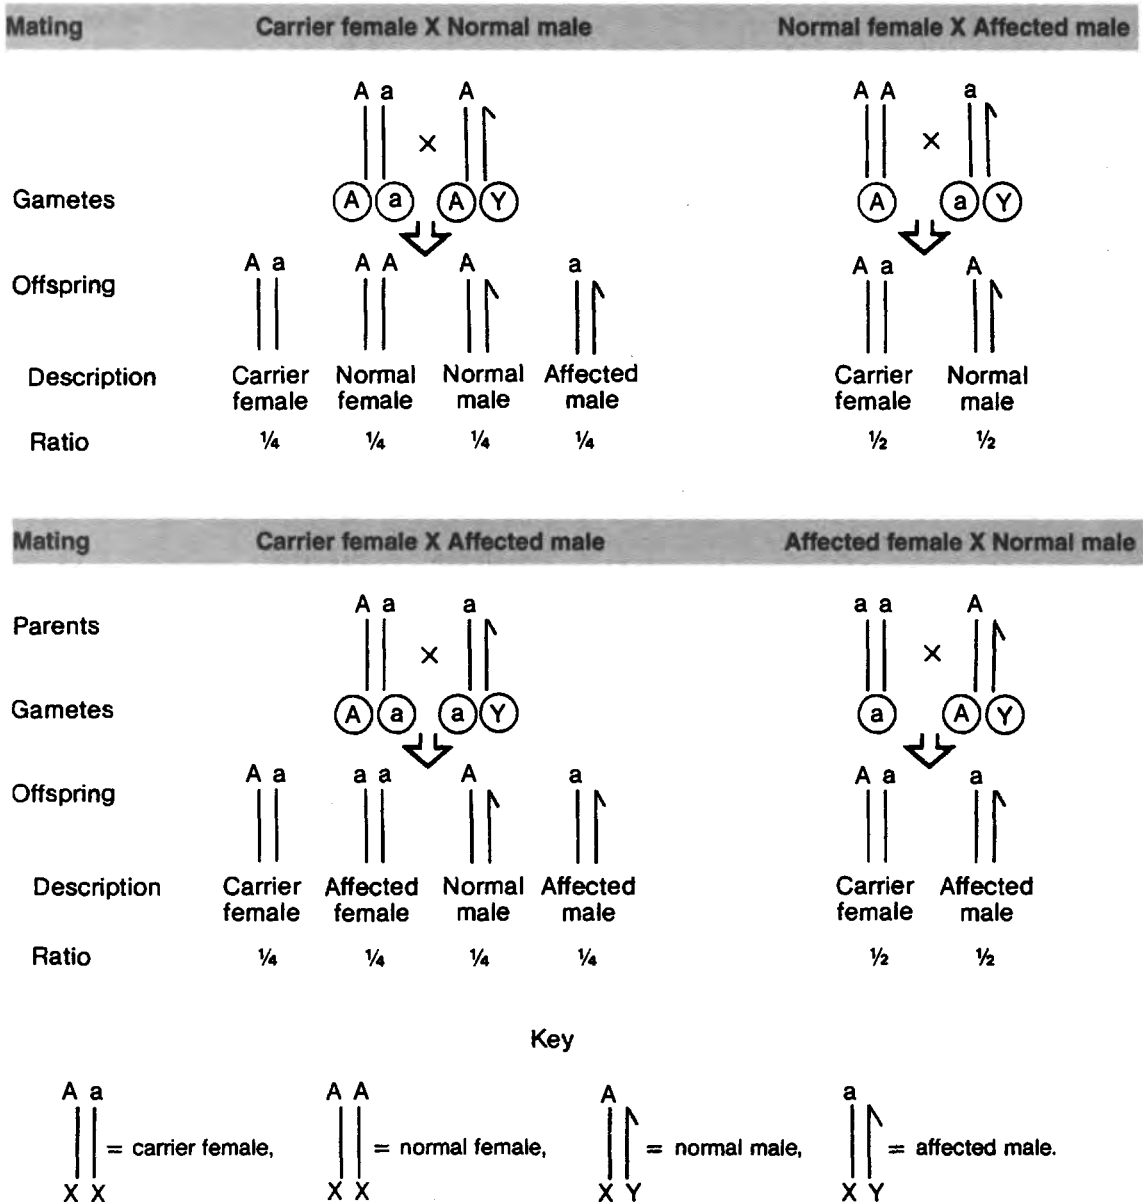 Mating Carrier female X Normal male Normal female X Affected male
A a A A A a
X X
Gametes A a A Y A a Y
A a A A A a A a A
Offspring
Description Carrier Normal Normal Affected Carrier Normal
female female male male female male
Ratio 1/4 1/4 1/4 1/4 1/2 1/2
Mating Carrier female X Affected male Affected female X Normal male
A a a a a A
Parents
X X
Gametes A a a Y a A Y
A a a a A a A a a
Offspring
Description Carrier Affected Normal Affected Carrier Affected
female female male male female male
Ratio 1/4 1/4 1/4 1/4 1/2 1/2
Key
A a A A A a
= carrier female, = normal female, = normal male, = affected male.
X X X X X Y X Y